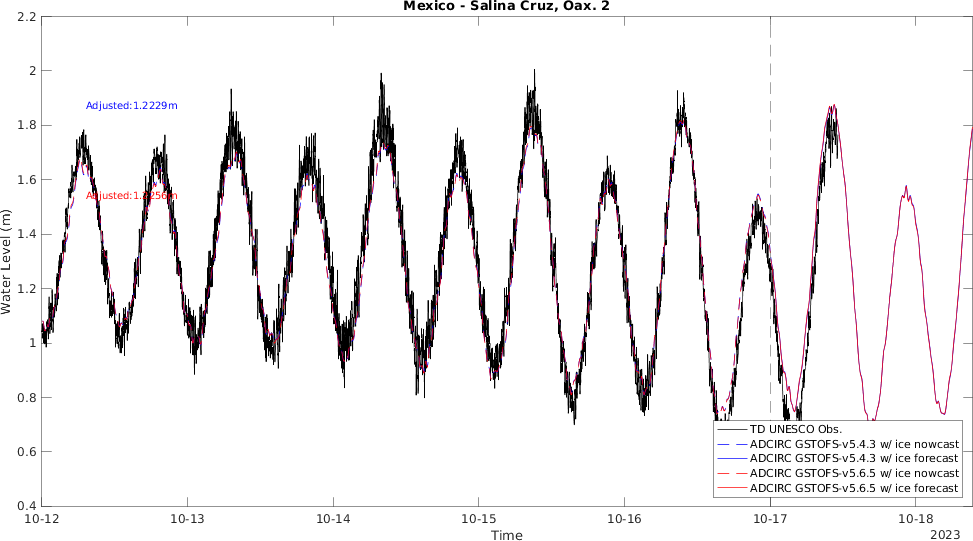 Mexico - Salina Cruz, Oax. 2
2.2
2
1.8
1.6
1.4
1.2
1
0.8
0.6
0.4
Water Level (m)
Adjusted:1.2229m
TD UNESCO Obs.
ADCIRC GSTOFS-v5.4.3 w/ ice nowcast
ADCIRC GSTOFS-v5.4.3 w/ ice forecast
ADCIRC GSTOFS-v5.6.5 w/ ice nowcast
ADCIRC GSTOFS-v5.6.5 w/ ice forecast
10-12
10-13
10-14
10-15
10-16
10-17
10-18
Time
2023